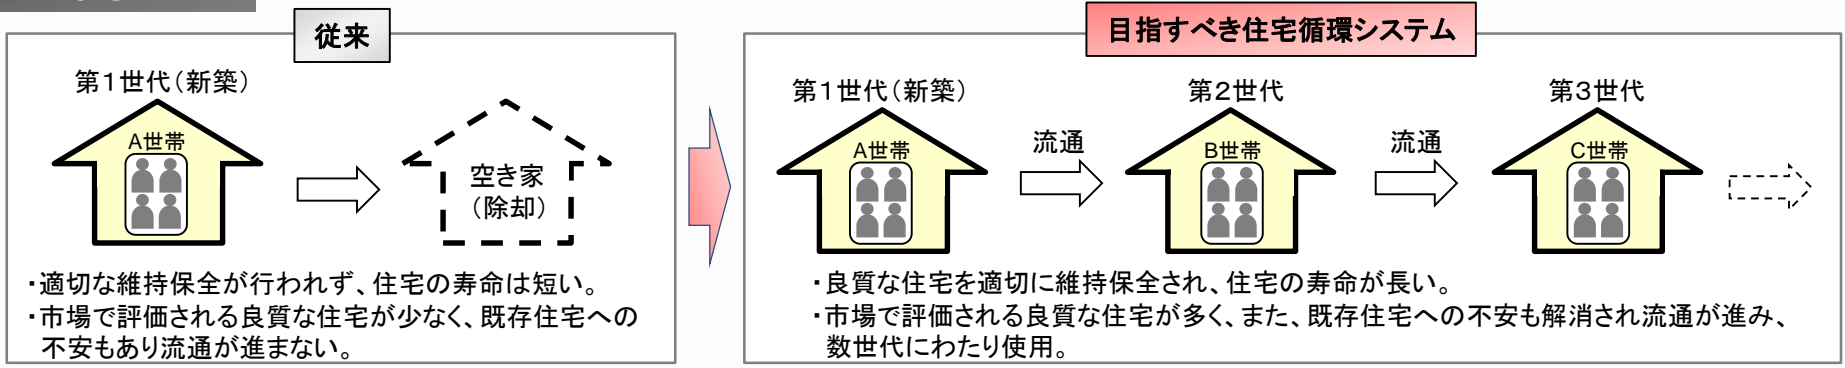 従来
第１世代（新築）
A世帯
空き家
（除却）
・適切な維持保全が行われず、住宅の寿命は短い。
・市場で評価される良質な住宅が少なく、既存住宅への
不安もあり流通が進まない。
目指すべき住宅循環システム
第１世代（新築）
A世帯
流通
第２世代
B世帯
流通
第３世代
C世帯
・良質な住宅を適切に維持保全され、住宅の寿命が長い。
・市場で評価される良質な住宅が多く、また、既存住宅への不安も解消され流通が進み、
数世代にわたり使用。